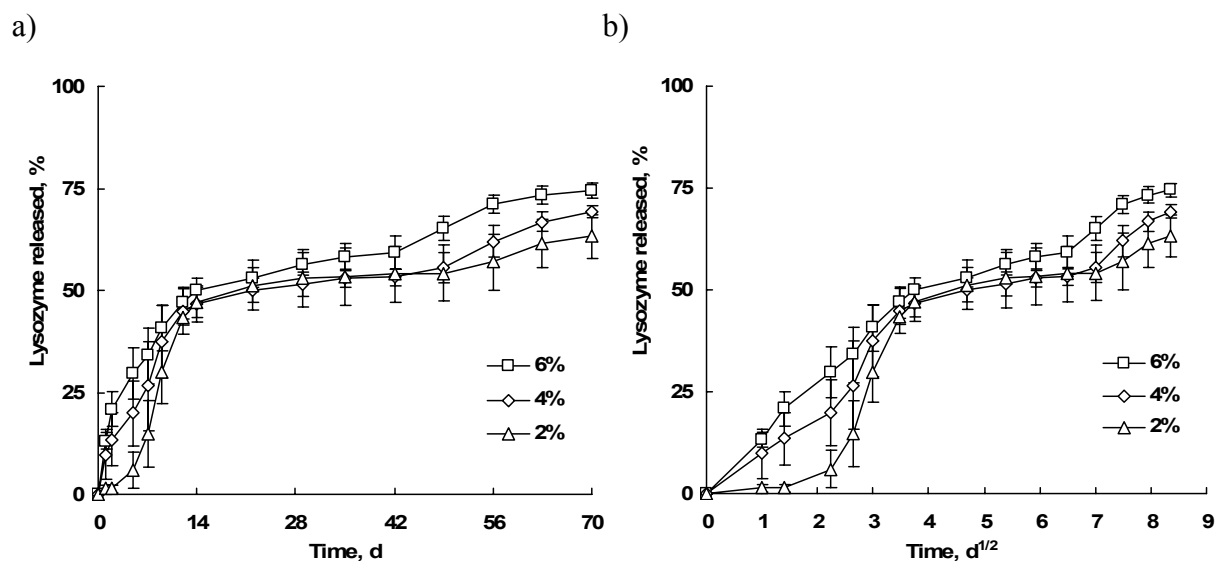 a)
100
75
50
25
0
Lysozyme released, %
6%
4%
2%
0 14 28 42 56 70
Time, d
b)
100
75
50
25
0
Lysozyme released, %
6%
4%
2%
0 1 2 3 4 5 6 7 8 9
Time, d^1/2